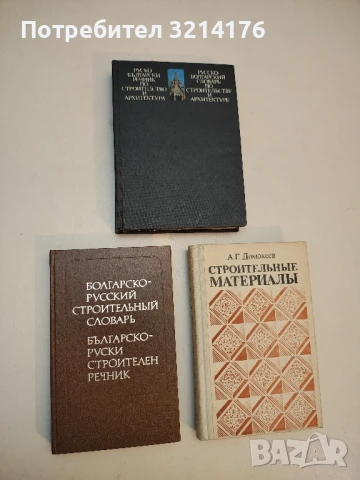 Потребител 3214176
РУСКО
БЪЛГАРСКИ
РЕЧНИК
ПО
СТРОИТЕЛСТВО
И
АРХИТЕКТУРА
РУССКО
БОЛГАРСКИЙ
СЛОВАРЬ
ПО
СТРОИТЕЛЬСТВУ
И
АРХИТЕКТУРЕ
БОЛГАРСКО-
РУССКИЙ
СТРОИТЕЛЬНЫЙ
СЛОВАРЬ
БЪЛГАРСКО-
РУСКИ
СТРОИТЕЛЕН
РЕЧНИК
А.Г. Домокеев
СТРОИТЕЛЬНЫЕ
МАТЕРИАЛЫ
BAZAR